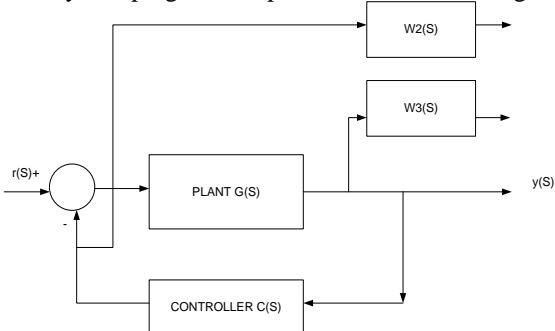 W2(S)
W3(S)
r(S)+
PLANT G(S)
y(S)
-
CONTROLLER C(S)